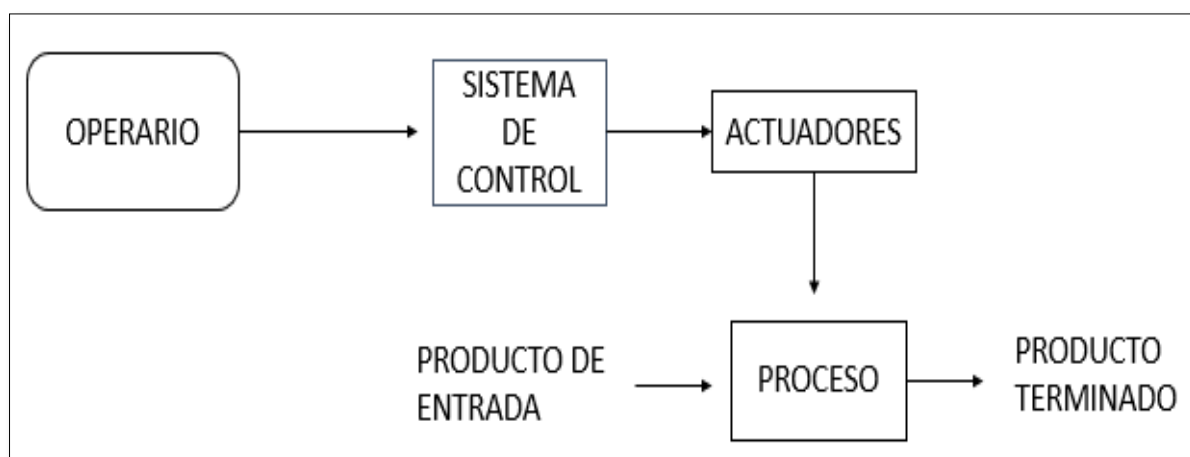 OPERARIO
SISTEMA
DE
CONTROL
ACTUADORES
PRODUCTO DE
ENTRADA
PROCESO
PRODUCTO
TERMINADO